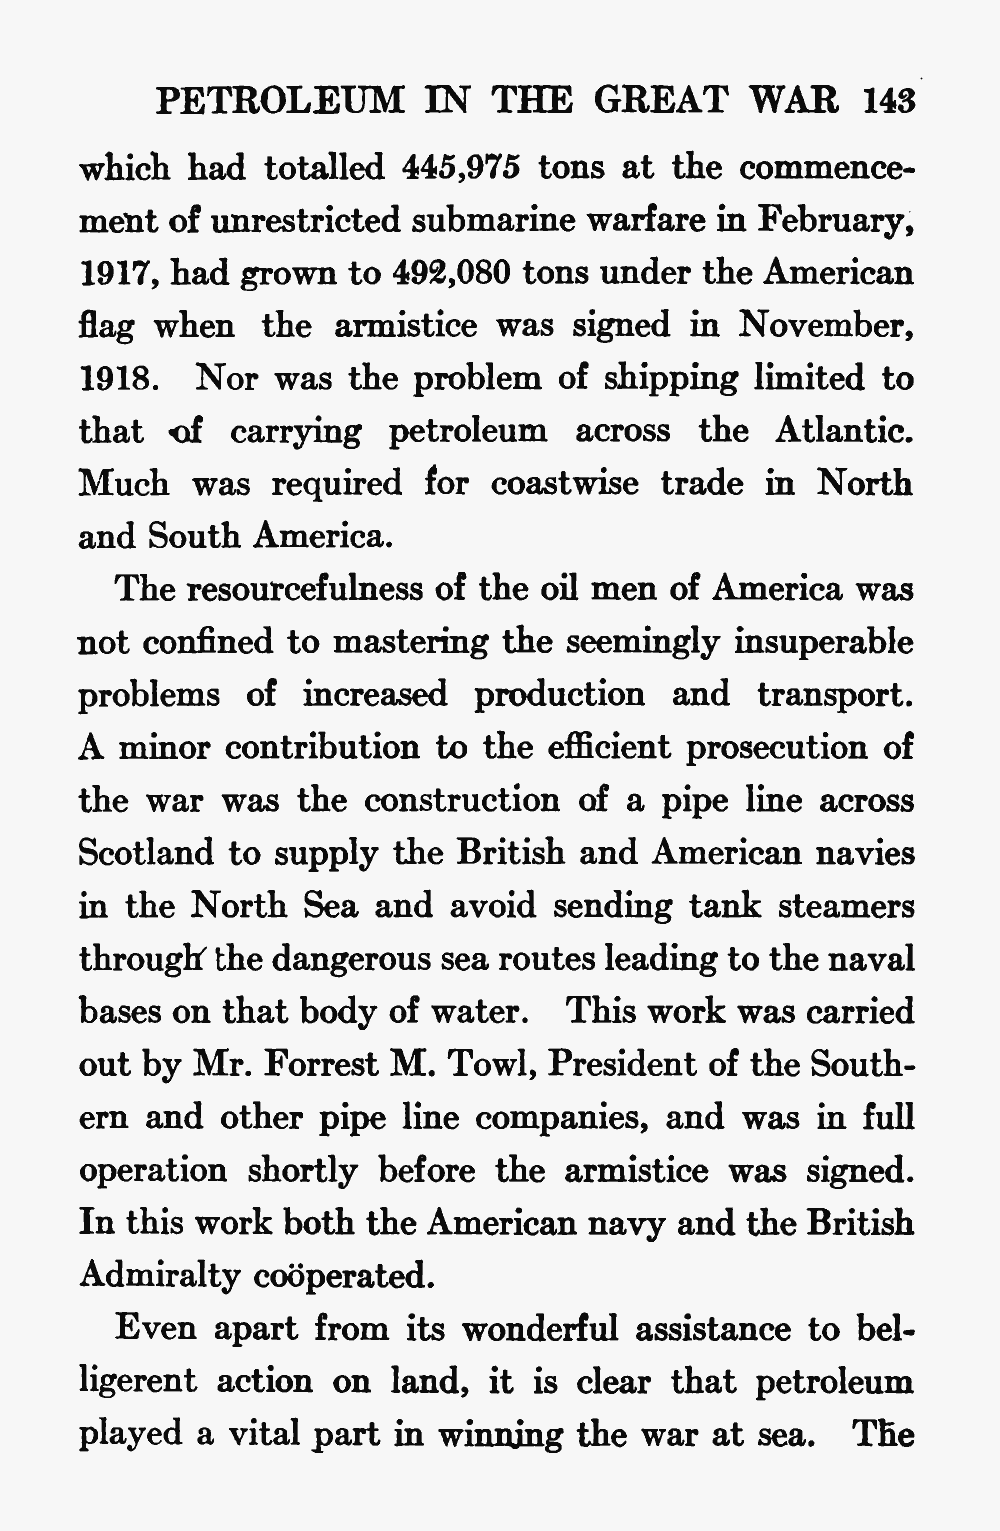 PETROLEUM IN THE GREAT WAR 143
which had totalled 445,975 tons at the commence-
ment of unrestricted submarine warfare in February,
1917, had grown to 492,080 tons under the American
flag when the armistice was signed in November,
1918. Nor was the problem of shipping limited to
that of carrying petroleum across the Atlantic.
Much was required for coastwise trade in North
and South America.
The resourcefulness of the oil men of America was
not confined to mastering the seemingly insuperable
problems of increased production and transport.
A minor contribution to the efficient prosecution of
the war was the construction of a pipe line across
Scotland to supply the British and American navies
in the North Sea and avoid sending tank steamers
through the dangerous sea routes leading to the naval
bases on that body of water. This work was carried
out by Mr. Forrest M. Towl, President of the South-
ern and other pipe line companies, and was in full
operation shortly before the armistice was signed.
In this work both the American navy and the British
Admiralty coöperated.
Even apart from its wonderful assistance to bel-
ligerent action on land, it is clear that petroleum
played a vital part in winning the war at sea. The